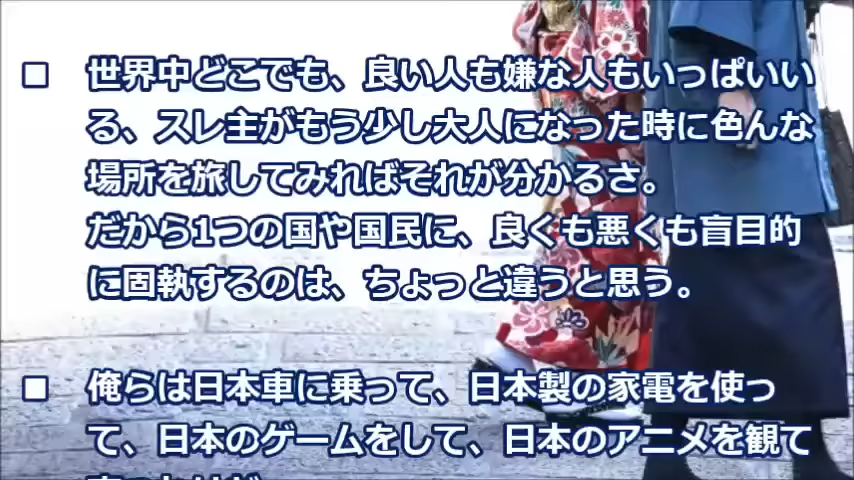 ■ 世界中どこでも、良い人も嫌な人もいっぱいい
る、スレ主がもう少し大人になった時に色んな
場所を旅してみればそれが分かるさ。
だから1つの国や国民に、良くも悪くも盲目的
に固執するのは、ちょっと違うと思う。
■ 俺らは日本車に乗って、日本製の家電を使っ
て、日本のゲームをして、日本のアニメを観て